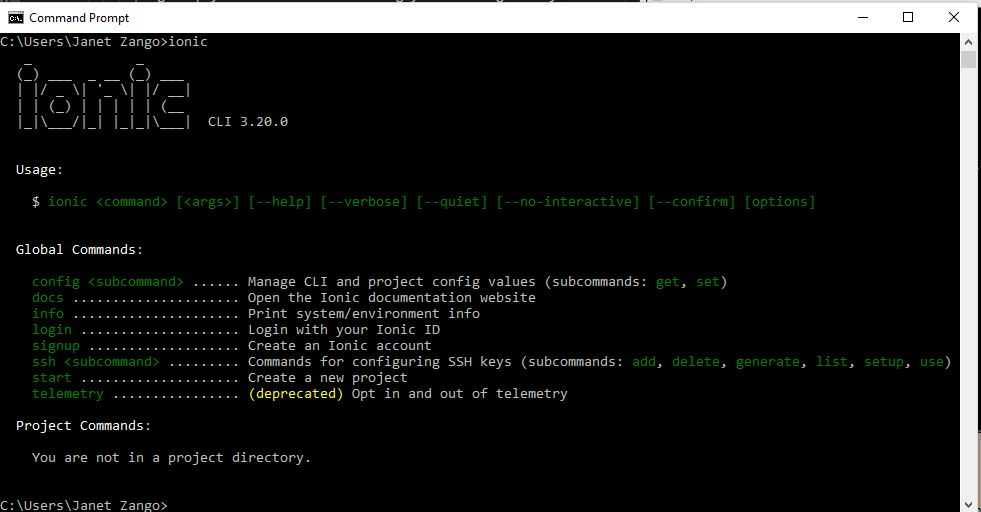 Command Prompt
C:\Users\Janet Zango>ionic
ionic CLI 3.20.0
Usage:
$ ionic <command> [<args>] [--help] [--verbose] [--quiet] [--no-interactive] [--confirm] [options]
Global Commands:
config <subcommand> ...... Manage CLI and project config values (subcommands: get, set)
docs ..................... Open the Ionic documentation website
info ..................... Print system/environment info
login .................... Login with your Ionic ID
signup ................... Create an Ionic account
ssh <subcommand> ......... Commands for configuring SSH keys (subcommands: add, delete, generate, list, setup, use)
start .................... Create a new project
telemetry ................ (deprecated) Opt in and out of telemetry
Project Commands:
You are not in a project directory.
C:\Users\Janet Zango>